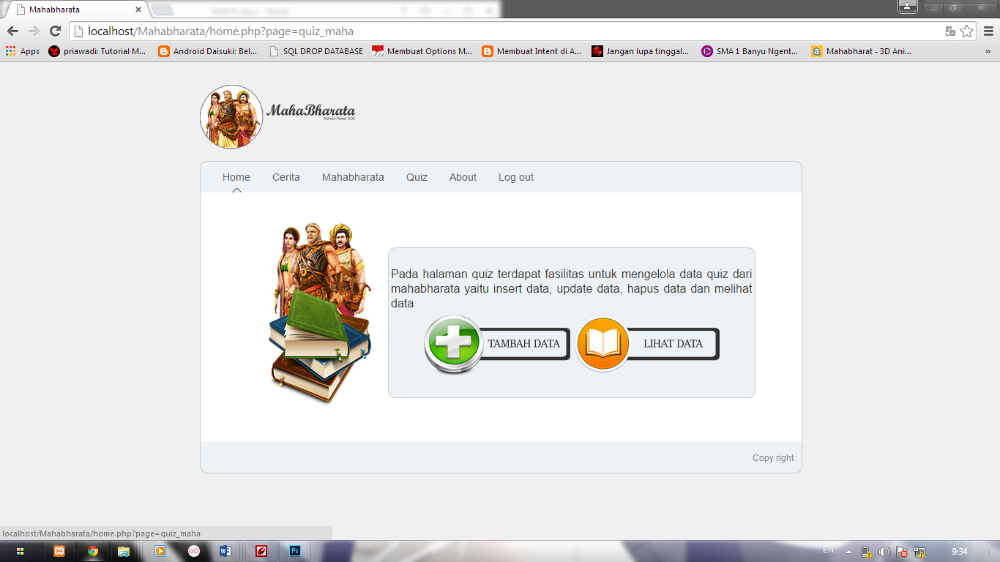 Mahabharata
localhost/Mahabharata/home.php?page=quiz_maha
Apps priawadi: Tutorial M... Android Daisuki: Bel... SQL DROP DATABASE Membuat Options M... Membuat Intent di A... Jangan lupa tinggal... SMA 1 Banyu Ngent... Mahabharat - 3D Ani... »
MahaBharata
Admin Panel V.01
Home Cerita Mahabharata Quiz About Log out
Pada halaman quiz terdapat fasilitas untuk mengelola data quiz dari
mahabharata yaitu insert data, update data, hapus data dan melihat
data
TAMBAH DATA LIHAT DATA
Copy right :
localhost/Mahabharata/home.php?page=quiz_maha
EN 9:34